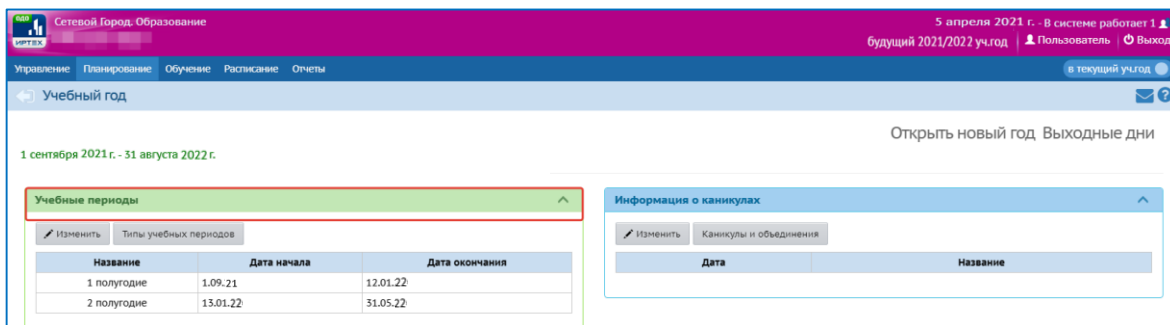 одо Сетевой Город. Образование
ИРТЕХ
5 апреля 2021 г. - В системе работает 1
будущий 2021/2022 уч.год Пользователь Выход
Управление Планирование Обучение Расписание Отчеты
в текущий уч.год
Учебный год
Открыть новый год Выходные дни
1 сентября 2021 г. - 31 августа 2022 г.
Учебные периоды
Изменить Типы учебных периодов
Название Дата начала Дата окончания
1 полугодие 1.09.21 12.01.22
2 полугодие 13.01.22 31.05.22
Информация о каникулах
Изменить Каникулы и объединения
Дата Название